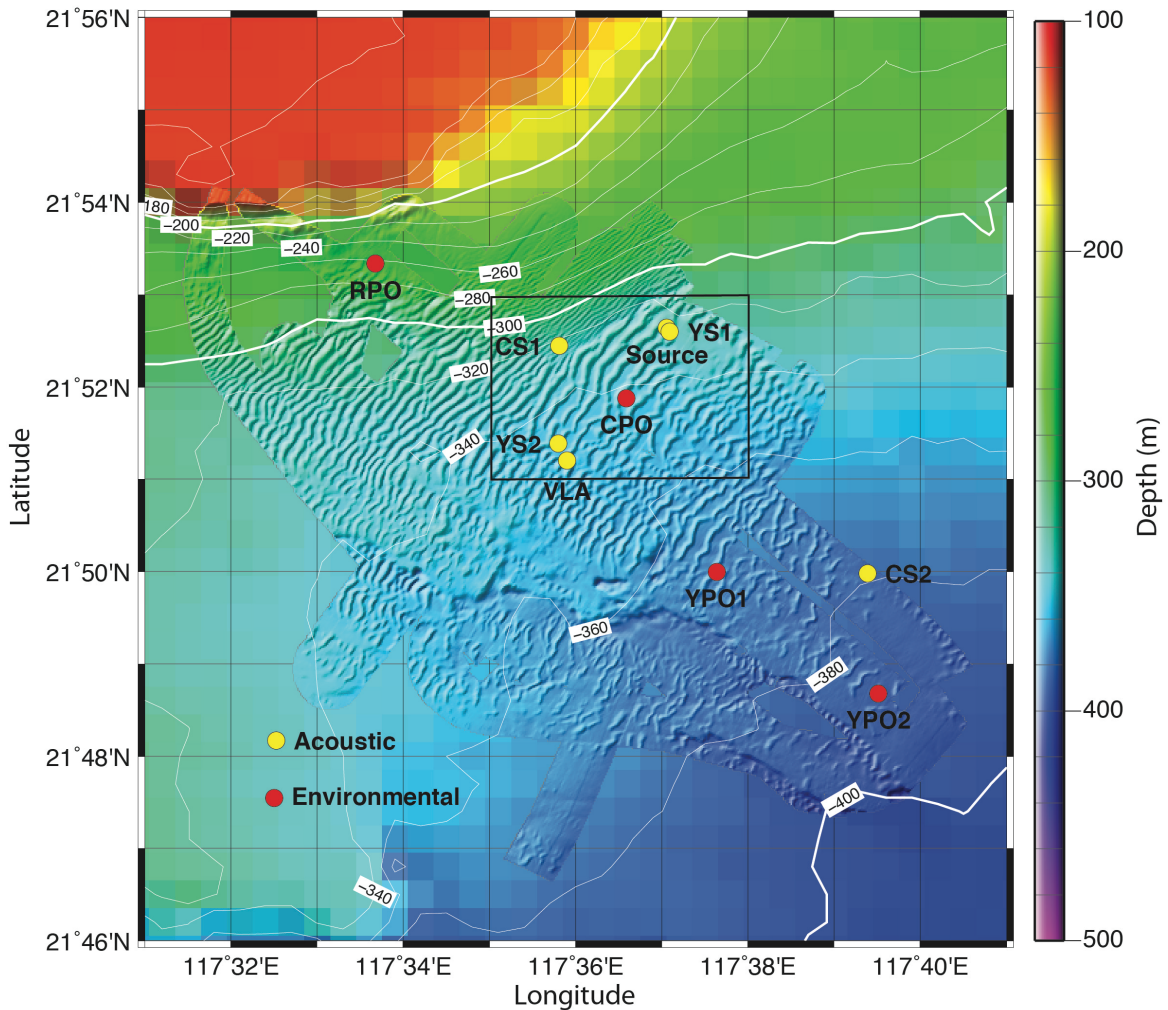 21°56'N
21°54'N
21°52'N
21°50'N
21°48'N
21°46'N
Latitude
180
−200
−220
−240
−260
−280
−300
−320
−340
−360
−380
−400
−340
RPO
CS1
YS1
Source
CPO
YS2
VLA
YPO1
CS2
YPO2
Acoustic
Environmental
117°32'E
117°34'E
117°36'E
117°38'E
117°40'E
Longitude
−100
−200
−300
−400
−500
Depth (m)